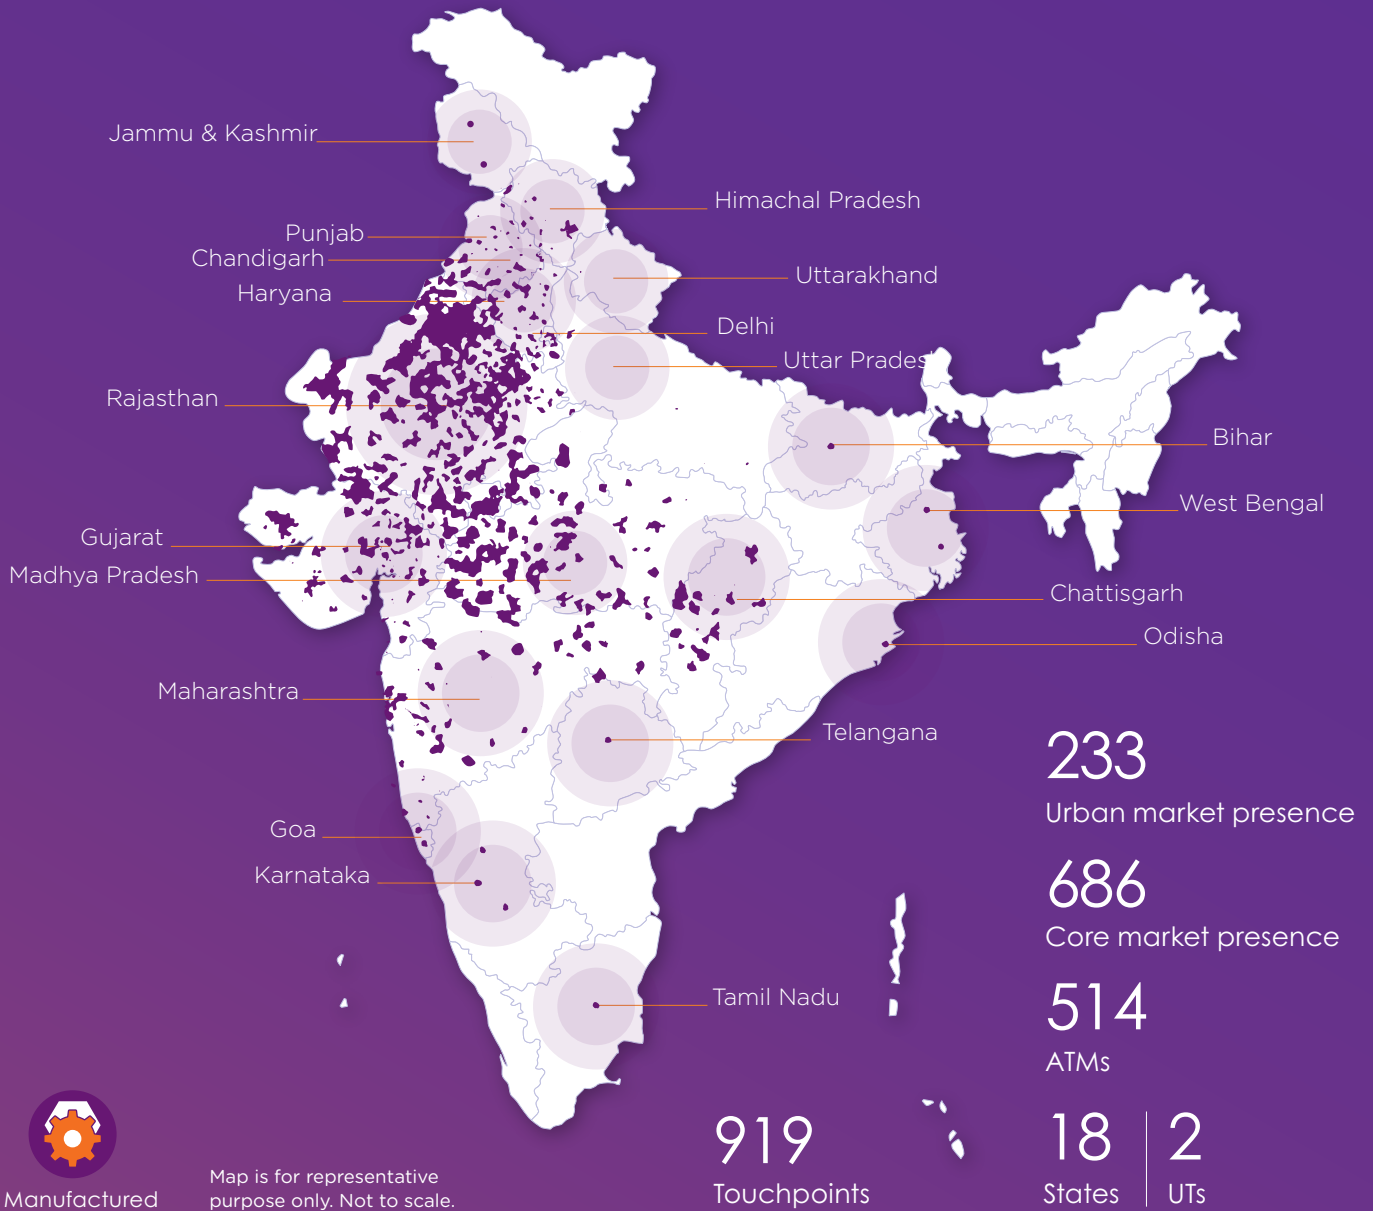 Jammu & Kashmir
Himachal Pradesh
Punjab
Chandigarh
Uttarakhand
Haryana
Delhi
Uttar Pradesh
Rajasthan
Bihar
West Bengal
Gujarat
Madhya Pradesh
Chattisgarh
Odisha
Maharashtra
Telangana
233
Urban market presence
Goa
686
Karnataka
Core market presence
Tamil Nadu
514
ATMs
919
Touchpoints
18
States
2
UTs
Manufactured
Map is for representative
purpose only. Not to scale.